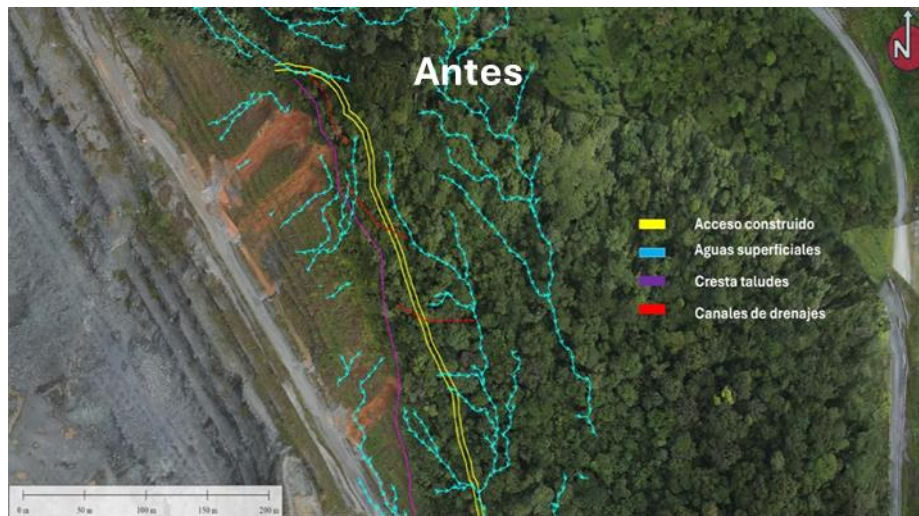 Antes
N
Acceso construido
Aguas superficiales
Cresta taludes
Canales de drenajes
0 m 50 m 100 m 150 m 200 m